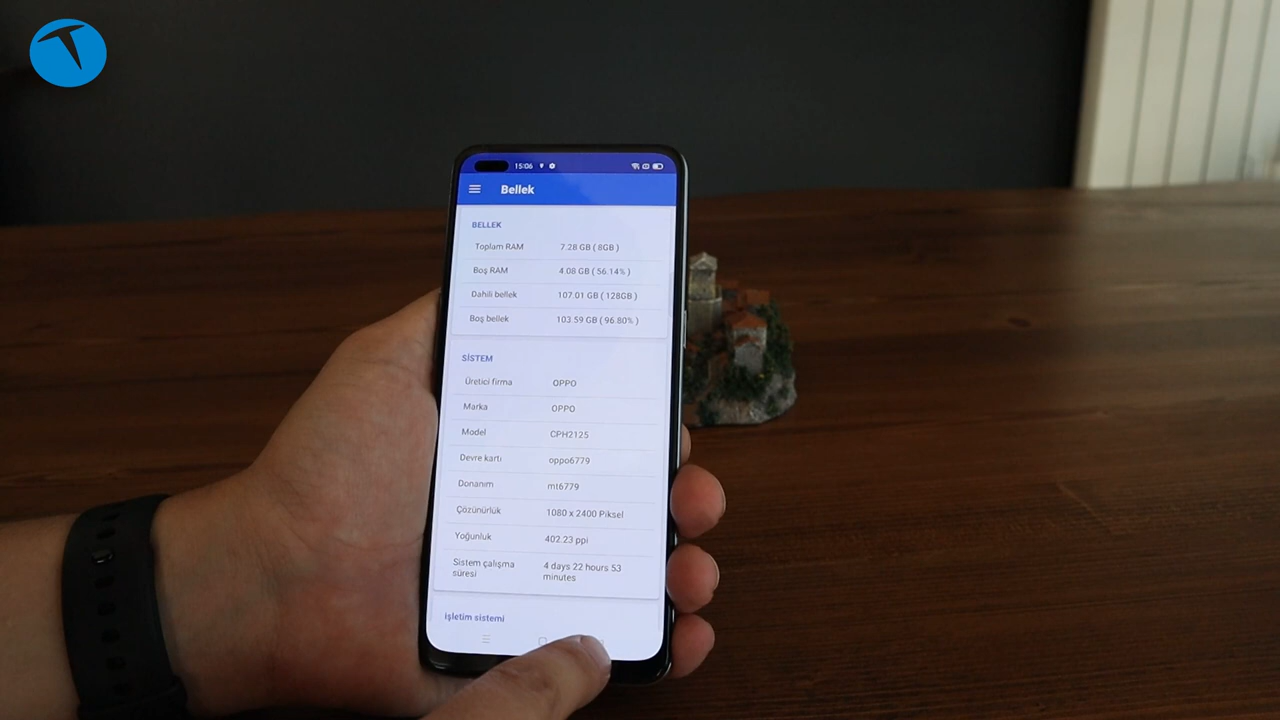 15:06
Bellek
BELLEK
Toplam RAM 7.28 GB ( 8GB )
Boş RAM 4.08 GB ( 56.14% )
Dahili bellek 107.01 GB ( 128GB )
Boş bellek 103.59 GB ( 96.80% )
SİSTEM
Üretici firma OPPO
Marka OPPO
Model CPH2125
Devre kartı oppo6779
Donanım mt6779
Çözünürlük 1080 x 2400 Piksel
Yoğunluk 402.23 ppi
Sistem çalışma 4 days 22 hours 53
süresi minutes
işletim sistemi